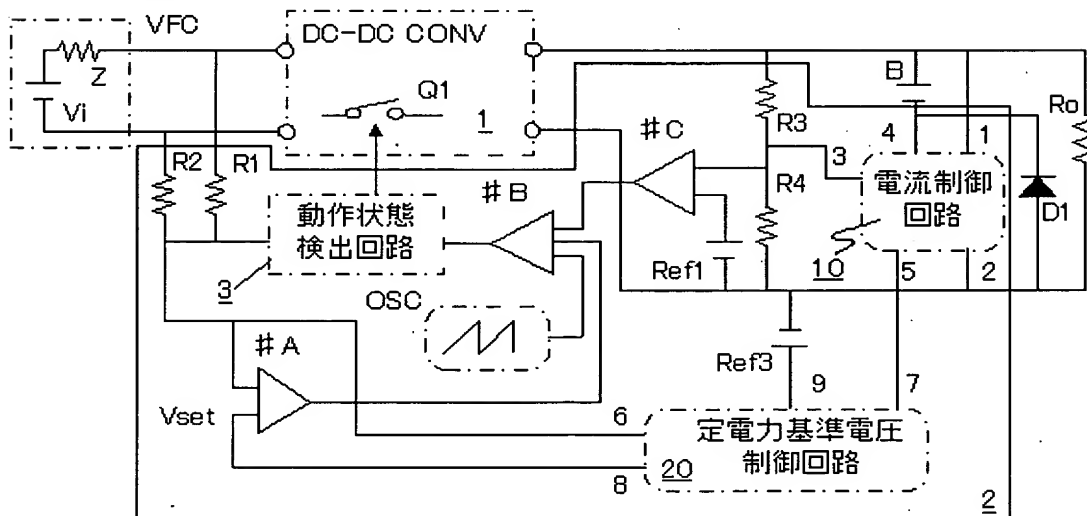 VFC
Z
Vi
DC-DC CONV
Q1
1
R2
R1
動作状態
検出回路
3
#B
#C
R3
R4
Ref1
3
4
1
B
Ro
電流制御
回路
10
5
2
D1
OSC
#A
Vset
Ref3
9
7
6
8
定電力基準電圧
制御回路
20
2